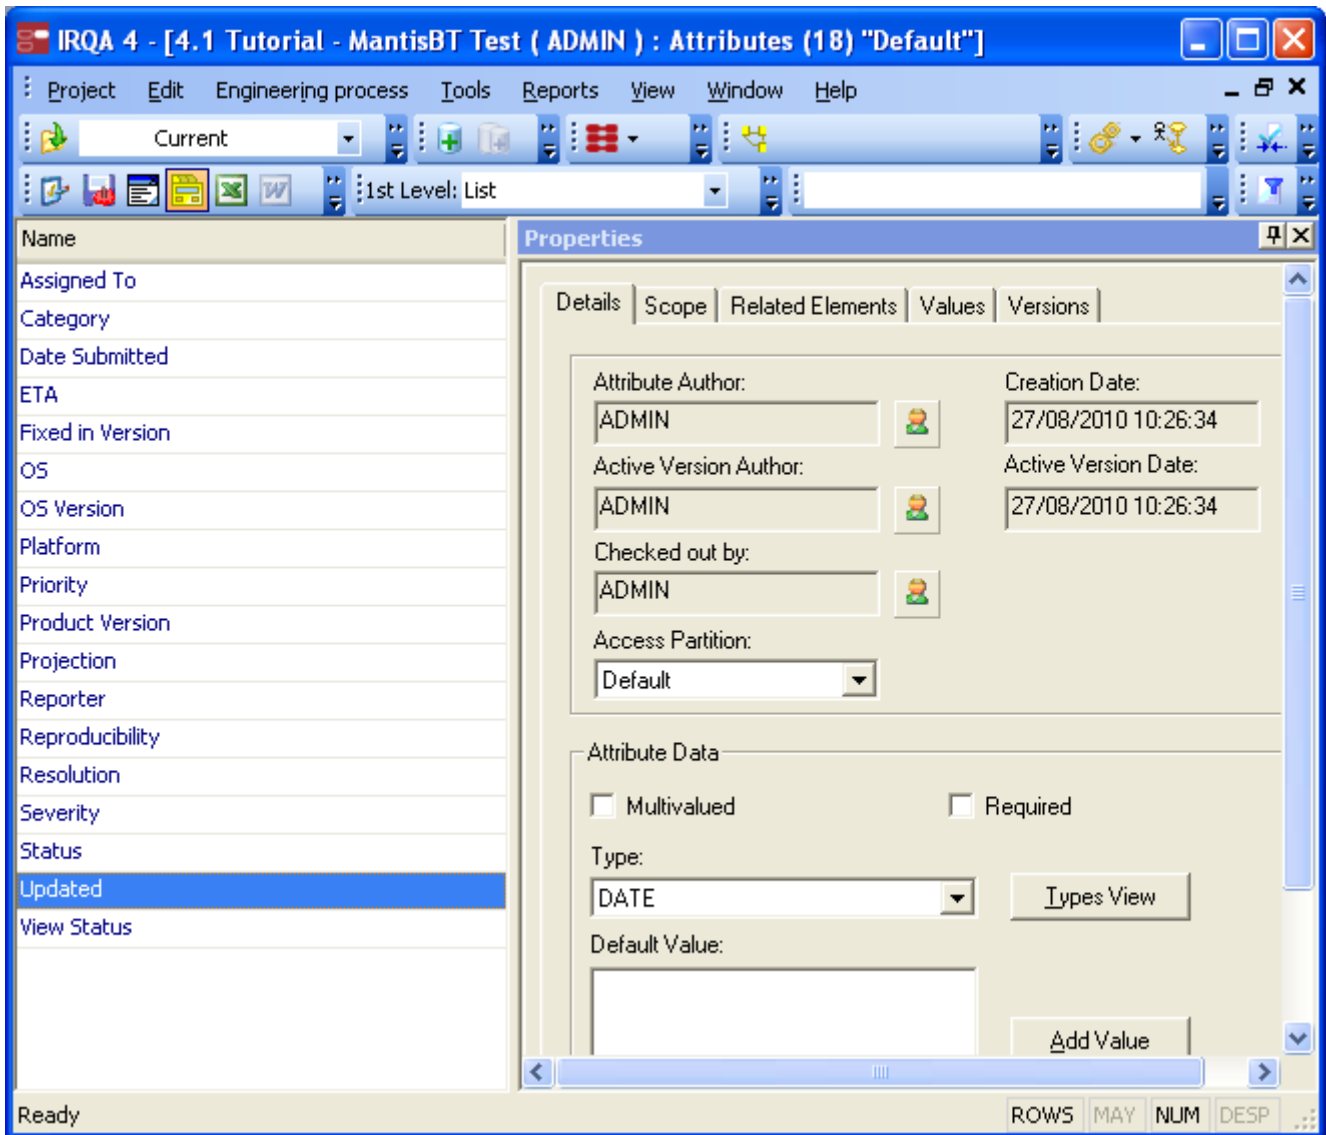 IRQA 4 - [4.1 Tutorial - MantisBT Test ( ADMIN ) : Attributes (18) "Default"]
Project Edit Engineering process Tools Reports View Window Help
Current
1st Level: List
Name
Assigned To
Category
Date Submitted
ETA
Fixed in Version
OS
OS Version
Platform
Priority
Product Version
Projection
Reporter
Reproducibility
Resolution
Severity
Status
Updated
View Status
Properties
Details Scope Related Elements Values Versions
Attribute Author: Creation Date:
ADMIN 27/08/2010 10:26:34
Active Version Author: Active Version Date:
ADMIN 27/08/2010 10:26:34
Checked out by:
ADMIN
Access Partition:
Default
Attribute Data
Multivalued Required
Type:
DATE Types View
Default Value:
Add Value
Ready ROWS MAY NUM DESP